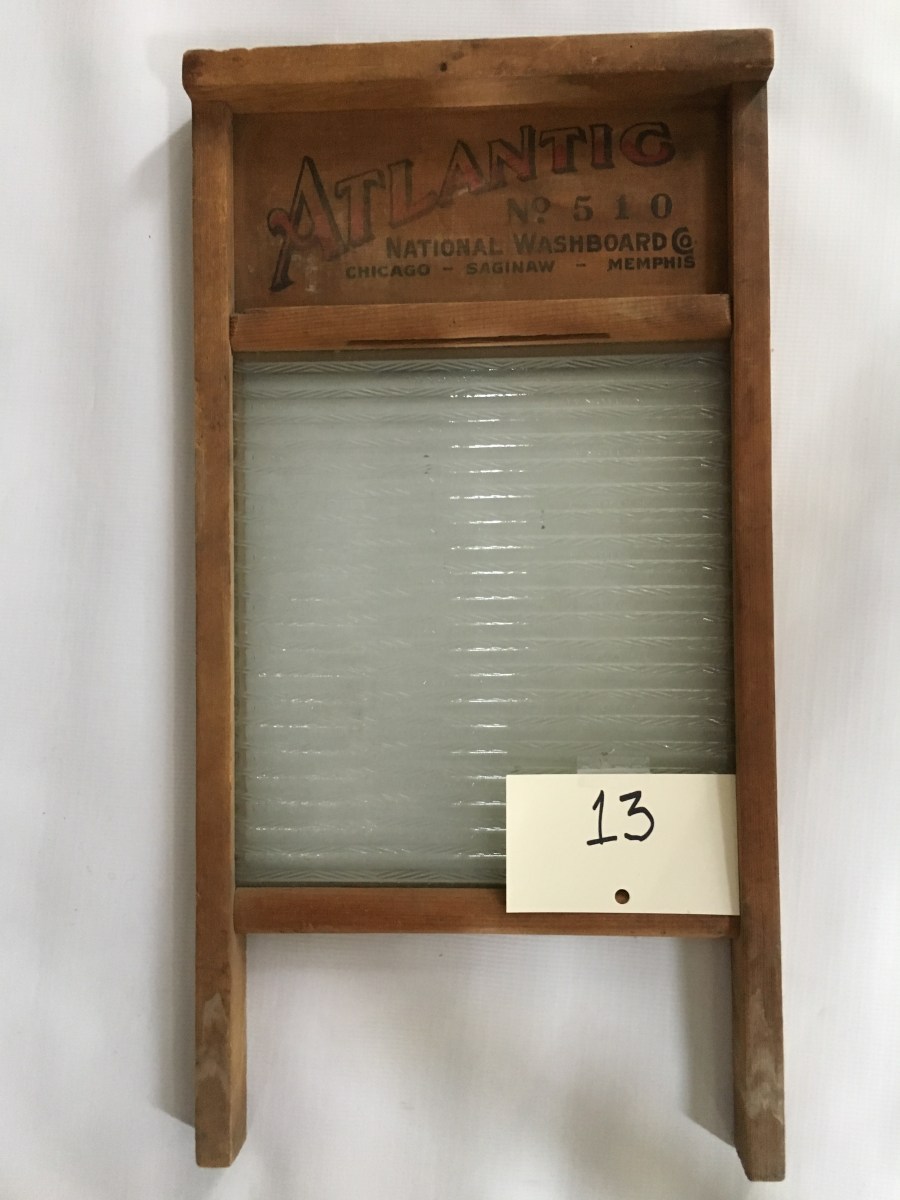 ATLANTIC
Nº 510
NATIONAL WASHBOARD Co.
CHICAGO - SAGINAW - MEMPHIS
13